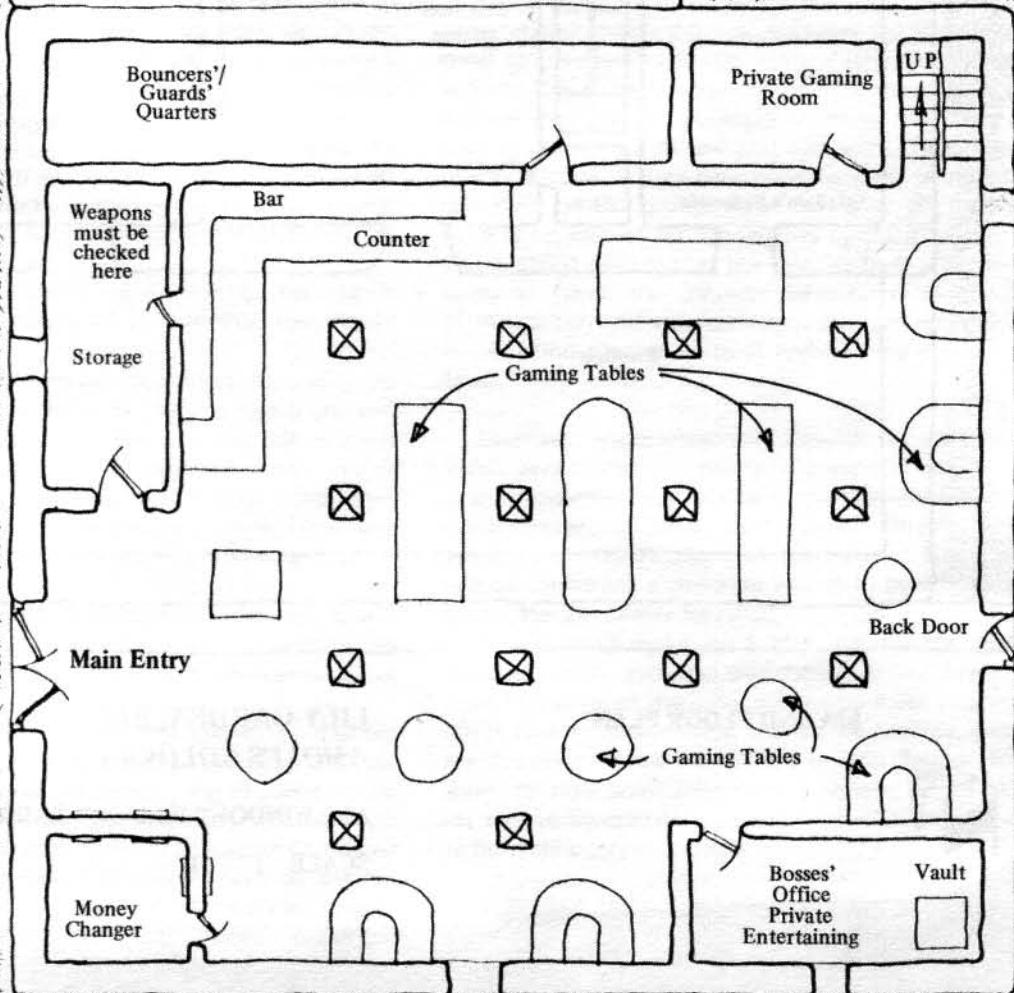 Bouncers'/
Guards'
Quarters
Private Gaming
Room
UP
Weapons
must be
checked
here
Bar
Counter
Storage
Gaming Tables
Back Door
Main Entry
Gaming Tables
Money
Changer
Bosses'
Office
Private
Entertaining
Vault